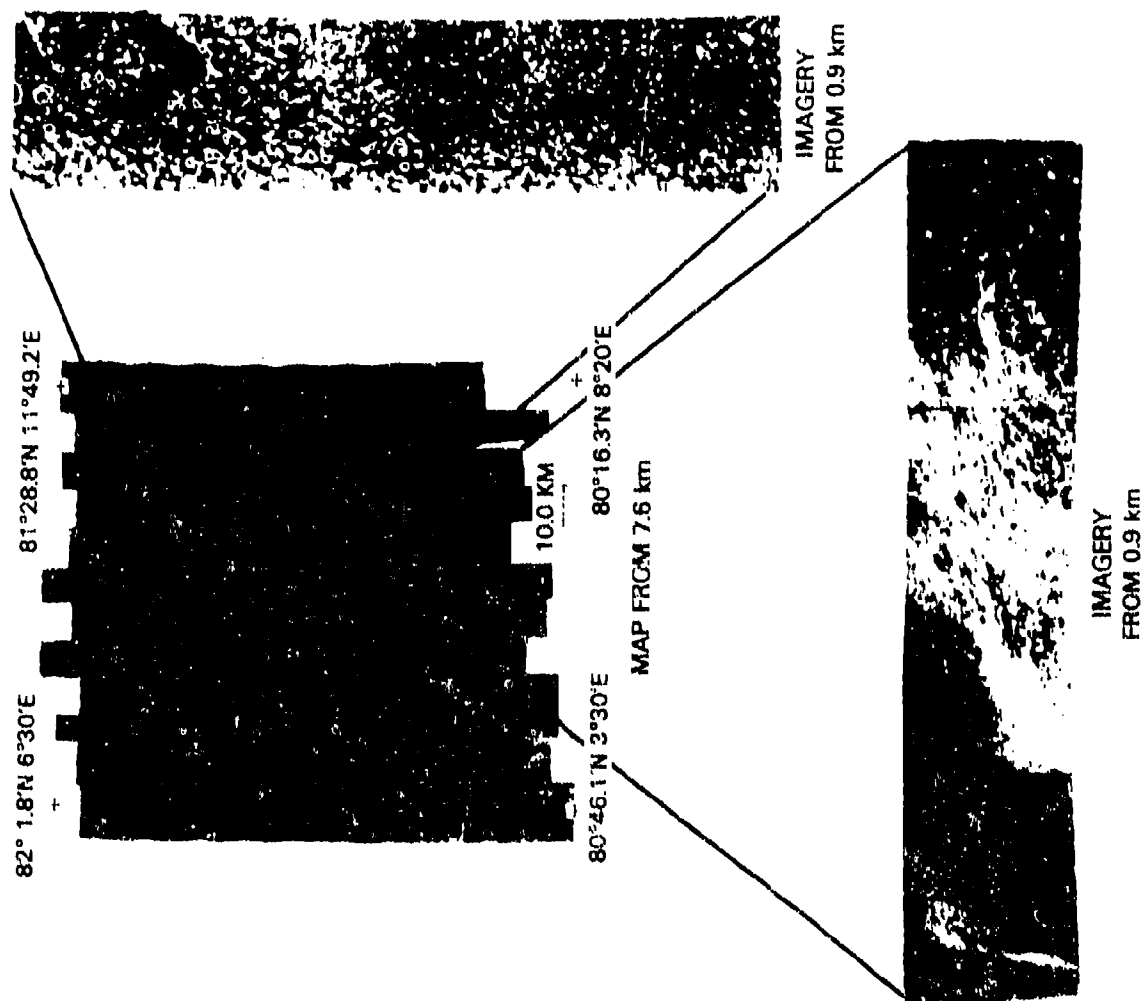 82° 1.8'N 6°30'E
81°28.8'N 11°49.2'E
80°46.1'N 3°30'E
10.0 KM
80°16.3'N 8°20'E
MAP FROM 7.6 km
IMAGERY
FROM 0.9 km
IMAGERY
FROM 0.9 km